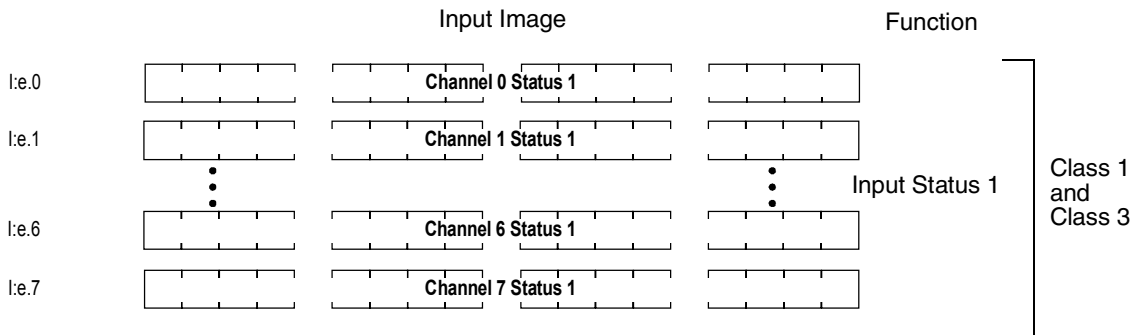 Input Image
Function
I:e.0
Channel 0 Status 1
I:e.1
Channel 1 Status 1
Input Status 1
I:e.6
Channel 6 Status 1
I:e.7
Channel 7 Status 1
Class 1
and
Class 3